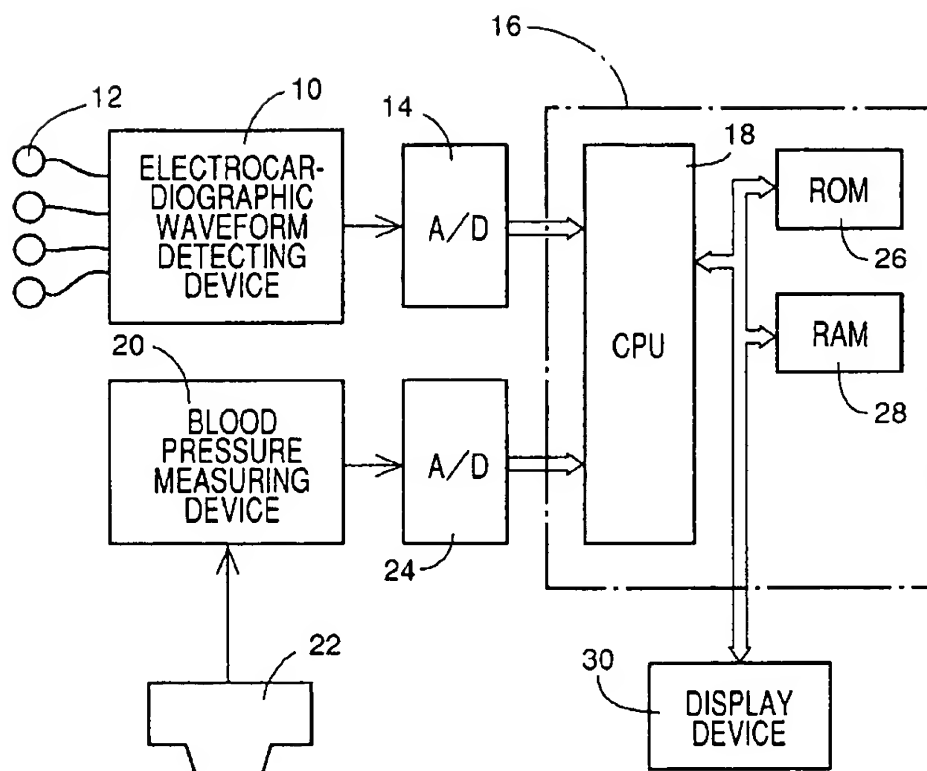 16
12
10
14
18
ELECTROCAR-
DIOGRAPHIC
WAVEFORM
DETECTING
DEVICE
A/D
CPU
ROM
26
RAM
28
20
BLOOD
PRESSURE
MEASURING
DEVICE
A/D
24
22
30
DISPLAY
DEVICE